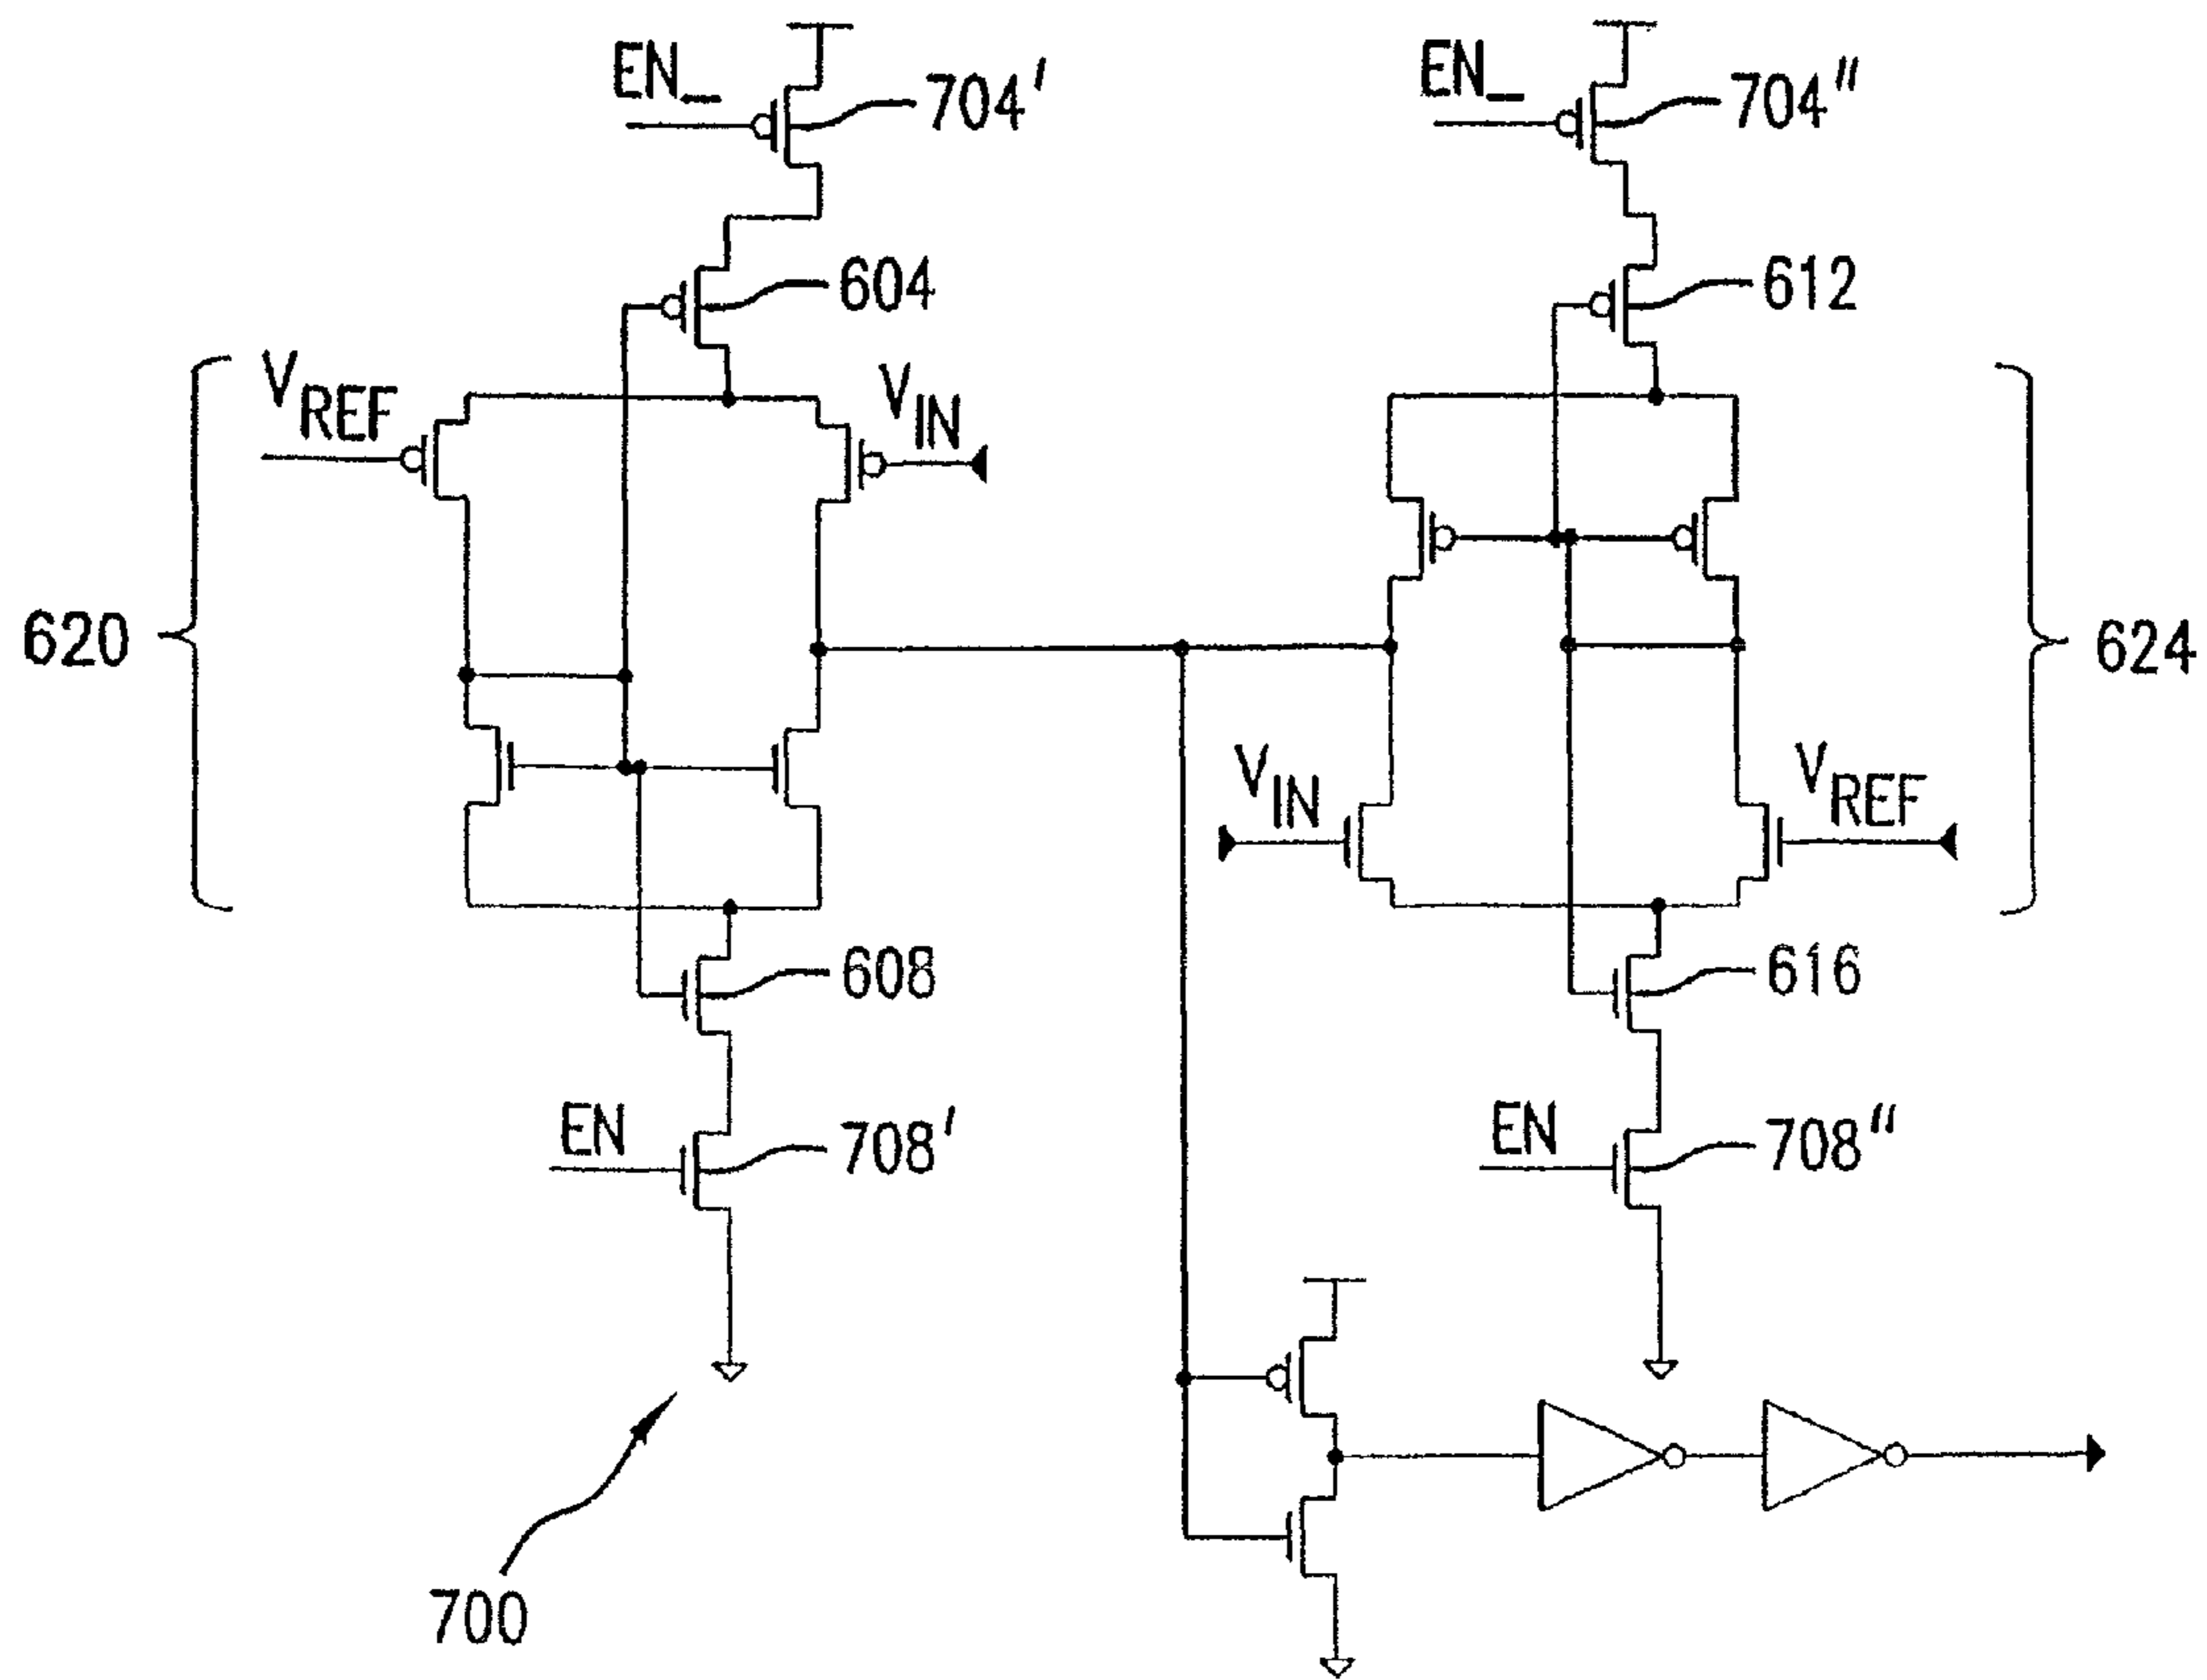 EN_
704'
EN_
704"
604
612
VREF
VIN
620
624
VIN
VREF
608
616
EN
708'
EN
708"
700